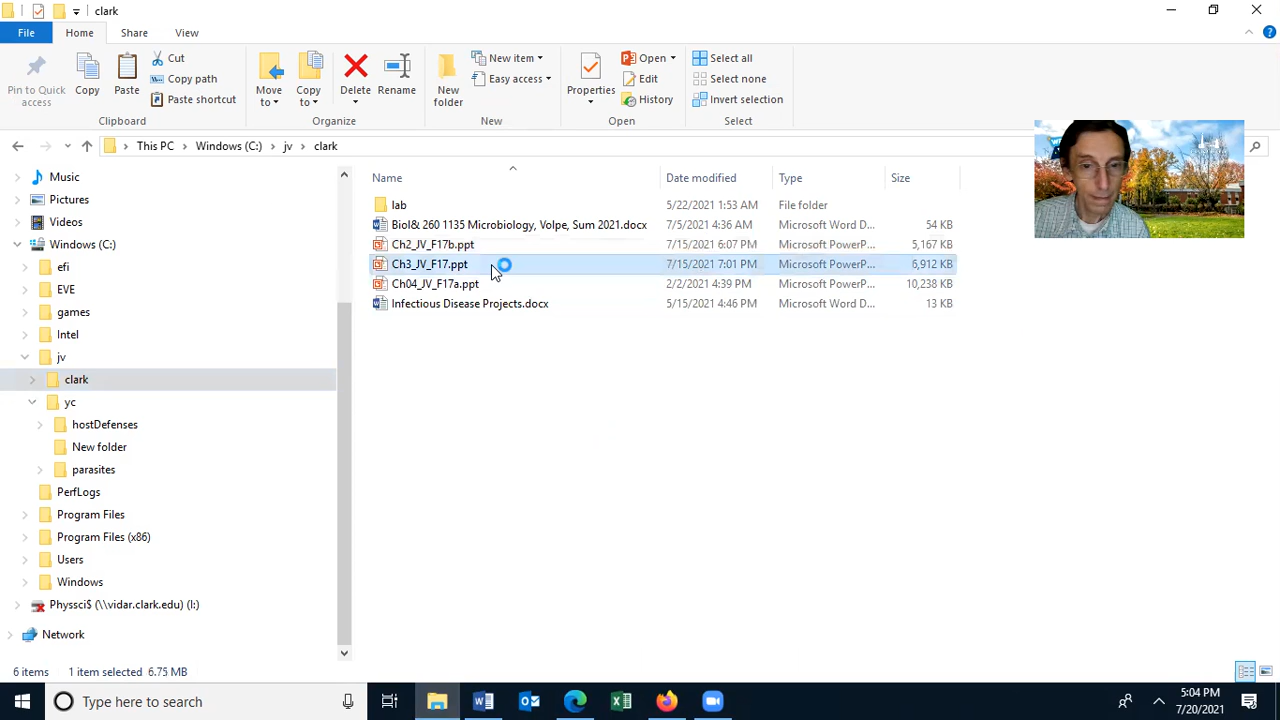 clark
File Home Share View
Pin to Quick access
Copy
Paste
Cut
Copy path
Paste shortcut
Move to
Copy to
Delete
Rename
New folder
New item
Easy access
Properties
Open
Edit
History
Select all
Select none
Invert selection
Clipboard Organize New Open Select
This PC Windows (C:) jv clark
Name Date modified Type Size
lab 5/22/2021 1:53 AM File folder
Biol& 260 1135 Microbiology, Volpe, Sum 2021.docx 7/5/2021 4:36 AM Microsoft Word D... 54 KB
Ch2_JV_F17b.ppt 7/15/2021 6:07 PM Microsoft PowerP... 5,167 KB
Ch3_JV_F17.ppt 7/15/2021 7:01 PM Microsoft PowerP... 6,912 KB
Ch04_JV_F17a.ppt 2/2/2021 4:39 PM Microsoft PowerP... 10,238 KB
Infectious Disease Projects.docx 5/15/2021 4:46 PM Microsoft Word D... 13 KB
Music
Pictures
Videos
Windows (C:)
efi
EVE
games
Intel
jv
clark
yc
hostDefenses
New folder
parasites
PerfLogs
Program Files
Program Files (x86)
Users
Windows
Physsci$ (\\vidar.clark.edu) (I:)
Network
6 items 1 item selected 6.75 MB
Type here to search
5:04 PM
7/20/2021